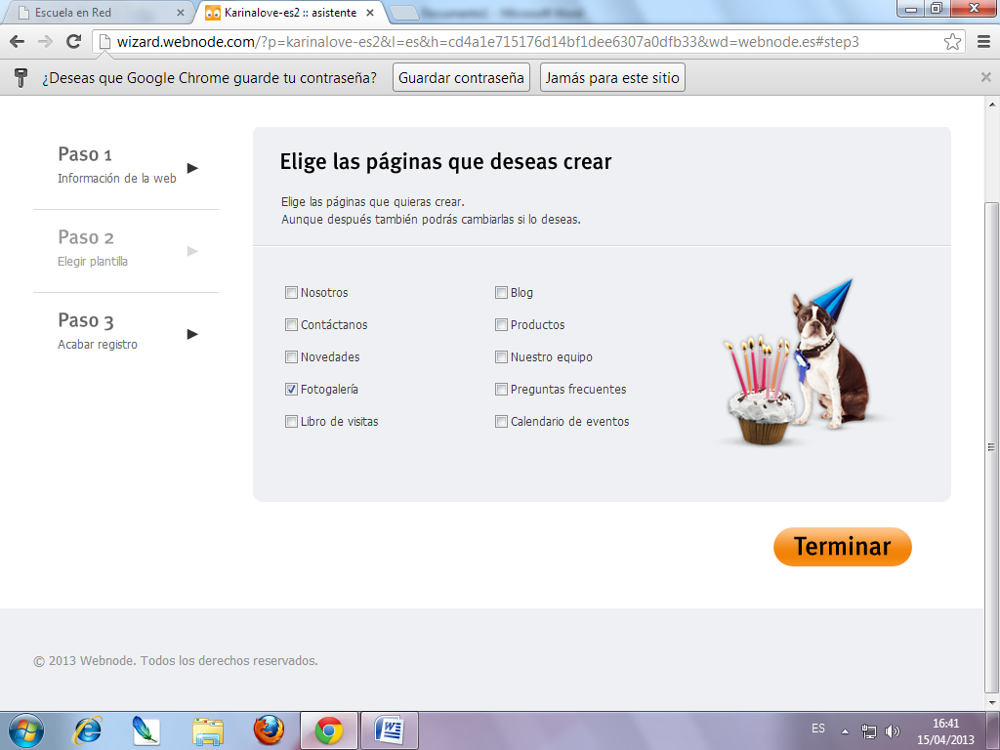 Escuela en Red
Karinalove-es2 :: asistente
wizard.webnode.com/?p=karinalove-es2&l=es&h=cd4a1e715176d14bf1dee6307a0dfb33&wd=webnode.es#step3
¿Deseas que Google Chrome guarde tu contraseña?
Guardar contraseña
Jamás para este sitio
Paso 1
Información de la web
Paso 2
Elegir plantilla
Paso 3
Acabar registro
Elige las páginas que deseas crear
Elige las páginas que quieras crear.
Aunque después también podrás cambiarlas si lo deseas.
Nosotros
Contáctanos
Novedades
Fotogalería
Libro de visitas
Blog
Productos
Nuestro equipo
Preguntas frecuentes
Calendario de eventos
Terminar
© 2013 Webnode. Todos los derechos reservados.
ES
16:41
15/04/2013